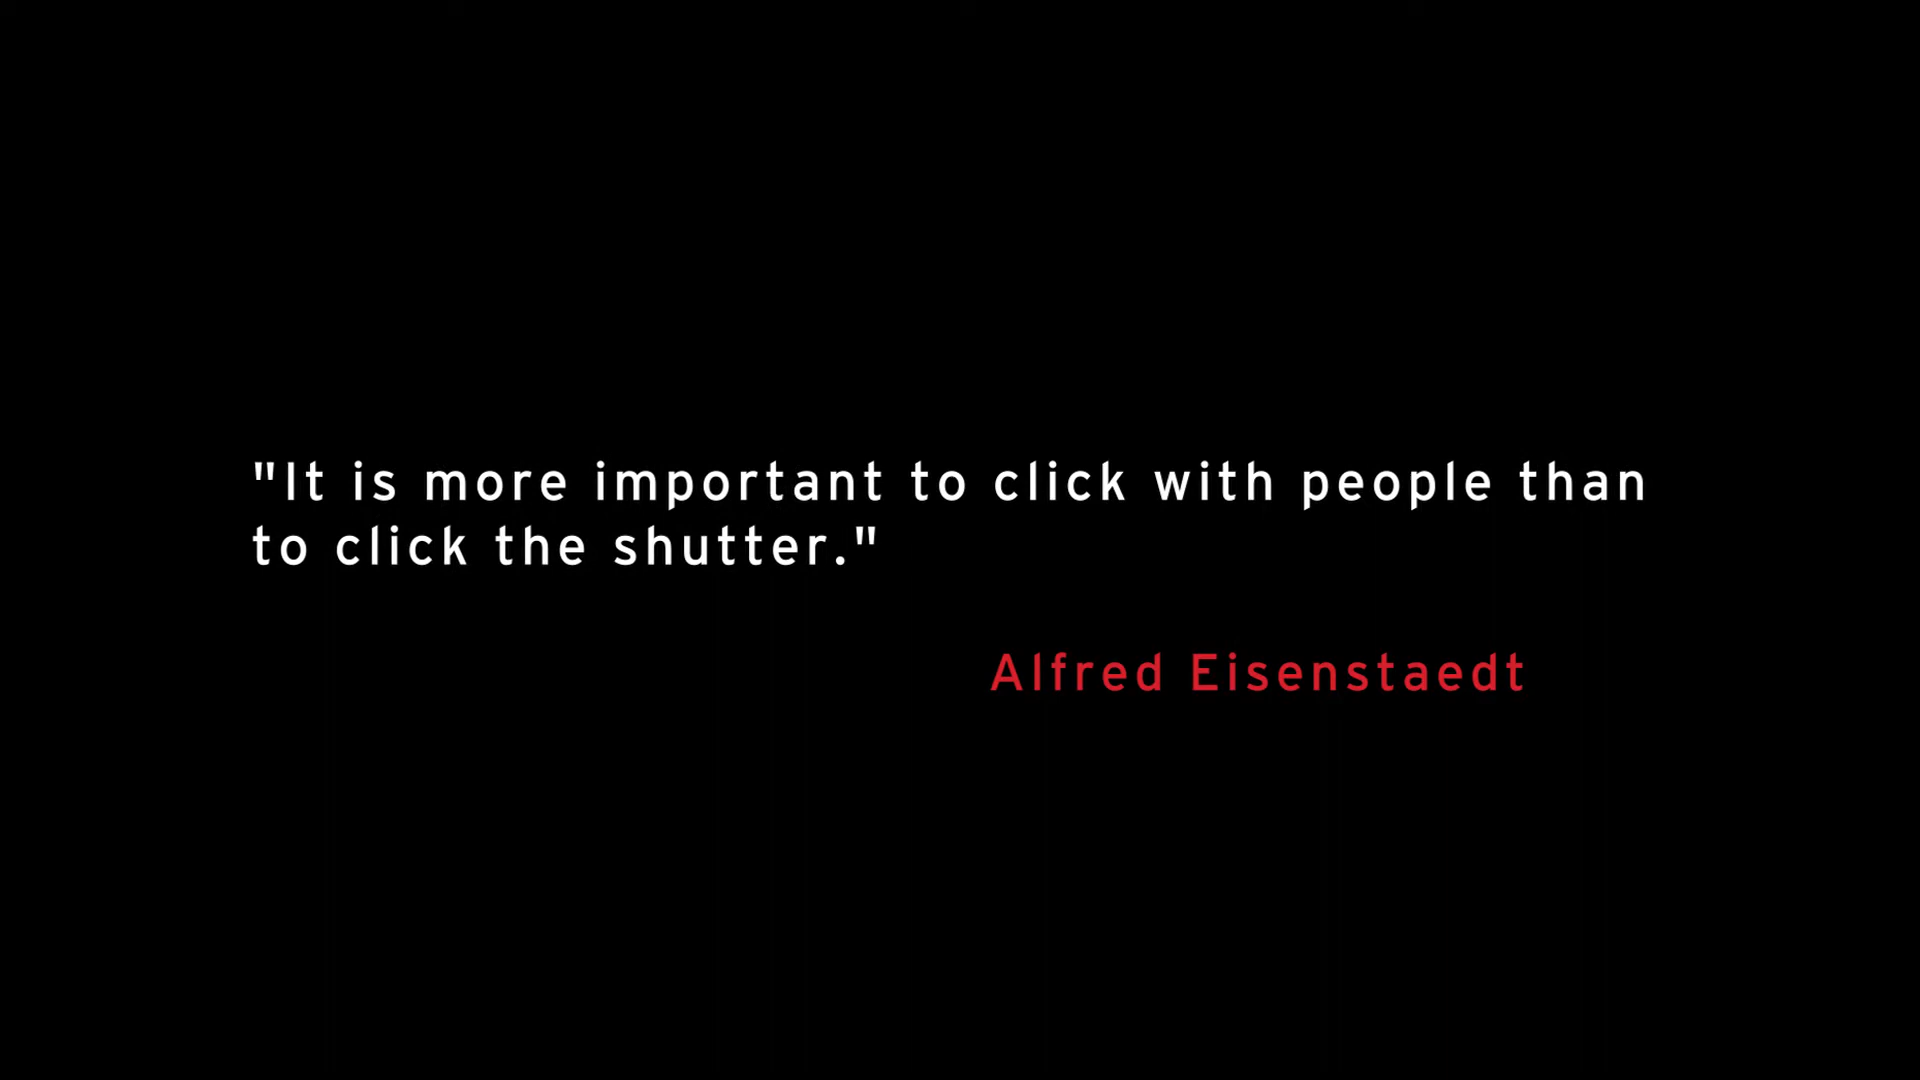 "It is more important to click with people than
to click the shutter."
Alfred Eisenstaedt